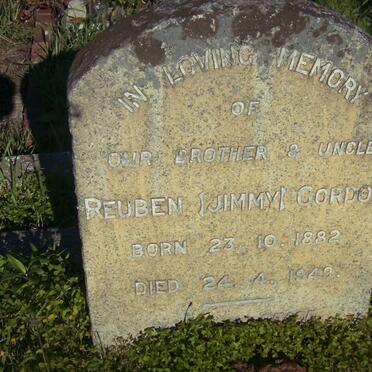 IN LOVING MEMORY
OF
OUR BROTHER & UNCLE
REUBEN (JIMMY) GORDO
BORN 23.10.1882
DIED 24.4.1949.